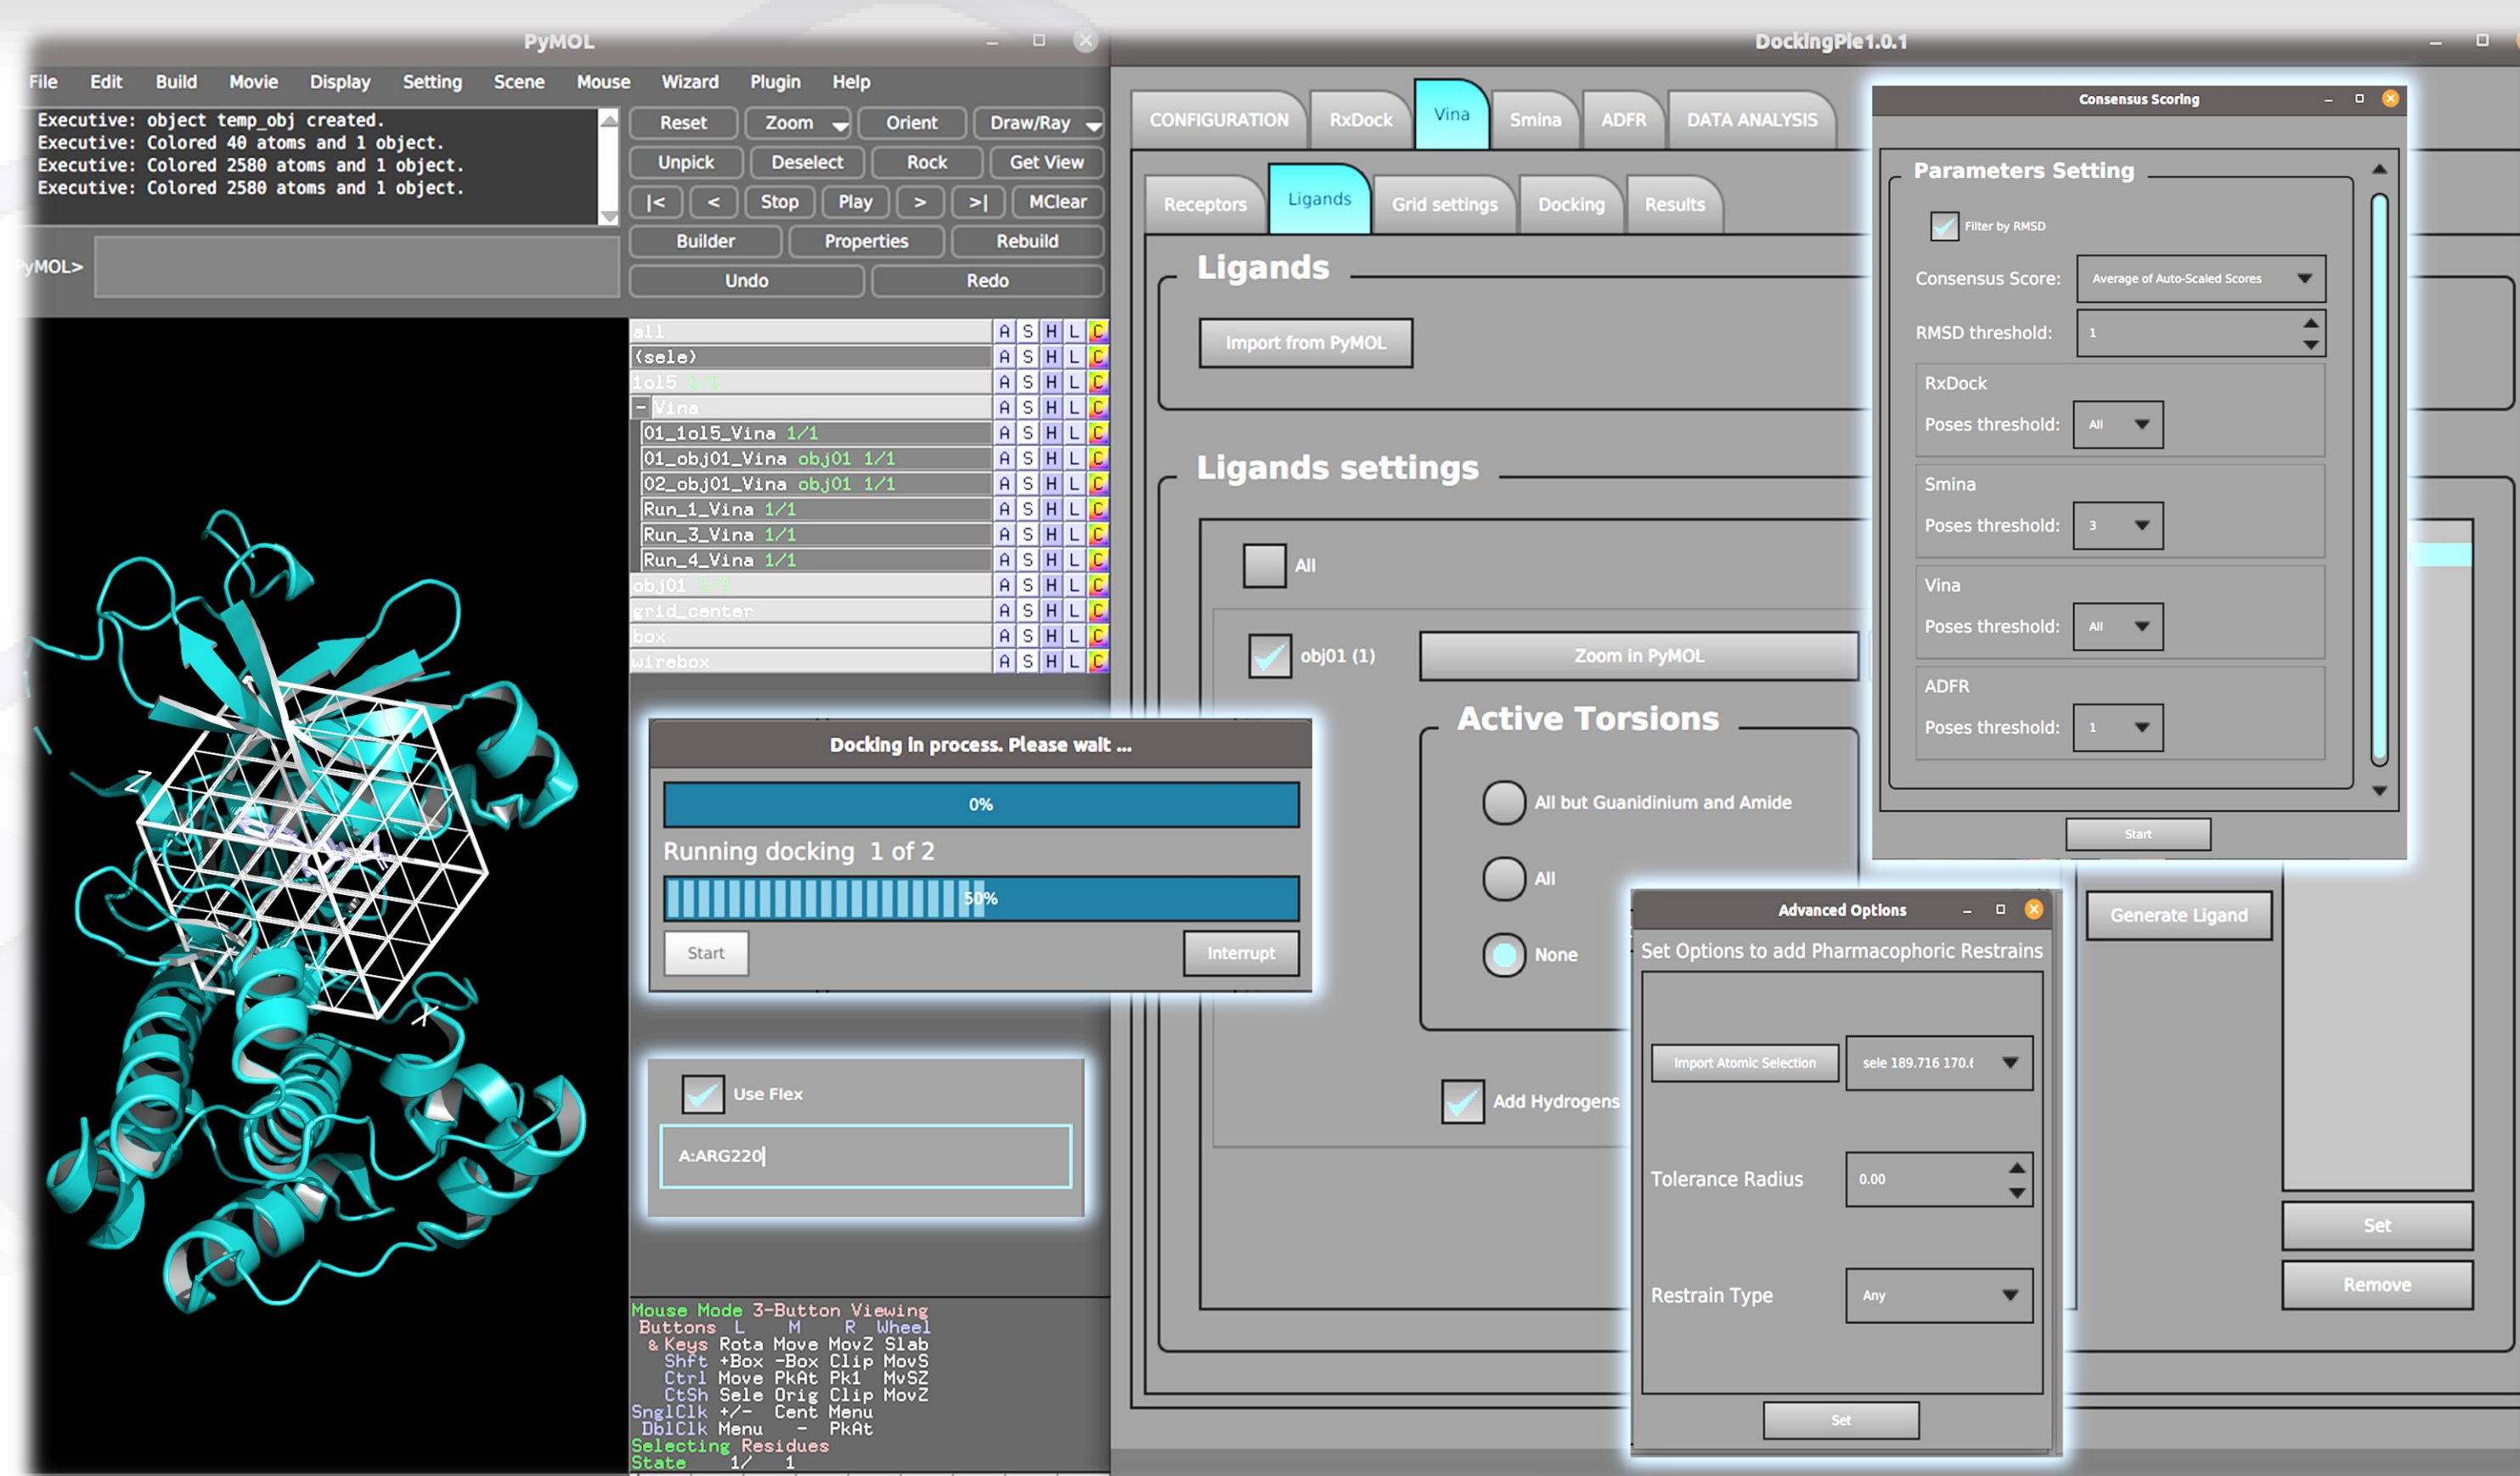 PyMOL
File Edit Build Movie Display Setting Scene Mouse Wizard Plugin Help
Executive: object temp_obj created.
Executive: Colored 40 atoms and 1 object.
Executive: Colored 2580 atoms and 1 object.
Executive: Colored 2580 atoms and 1 object.
PyMOL>
Reset Zoom Orient Draw/Ray
Unpick Deselect Rock Get View
|< < Stop Play > >| MClear
Builder Properties Rebuild
Undo Redo
all A S H L C
(sele) A S H L C
1ol5 1/1 A S H L C
- Vina A S H L C
01_1ol5_Vina 1/1 A S H L C
01_obj01_Vina obj01 1/1 A S H L C
02_obj01_Vina obj01 1/1 A S H L C
Run_1_Vina 1/1 A S H L C
Run_3_Vina 1/1 A S H L C
Run_4_Vina 1/1 A S H L C
obj01 1/1 A S H L C
grid_center A S H L C
box A S H L C
wirebox A S H L C
Z
X
Docking in process. Please wait ...
0%
Running docking 1 of 2
50%
Start Interrupt
Use Flex
A:ARG220
Mouse Mode 3-Button Viewing
Buttons L M R Wheel
& Keys Rota Move MovZ Slab
Shft +Box -Box Clip MovS
Ctrl Move PkAt Pk1 MvSZ
CtSh Sele Orig Clip MovZ
SnglClk +/- Cent Menu
DblClk Menu - PkAt
Selecting Residues
State 1/ 1
DockingPie1.0.1
CONFIGURATION RxDock Vina Smina ADFR DATA ANALYSIS
Receptors Ligands Grid settings Docking Results
Ligands
Import from PyMOL
Ligands settings
All
obj01 (1) Zoom in PyMOL
Active Torsions
All but Guanidinium and Amide
All
None
Add Hydrogens
Generate Ligand
Set
Remove
Consensus Scoring
Parameters Setting
Filter by RMSD
Consensus Score: Average of Auto-Scaled Scores
RMSD threshold: 1
RxDock
Poses threshold: All
Smina
Poses threshold: 3
Vina
Poses threshold: All
ADFR
Poses threshold: 1
Start
Advanced Options
Set Options to add Pharmacophoric Restrains
Import Atomic Selection sele 189.716 170.6
Tolerance Radius 0.00
Restrain Type Any
Set